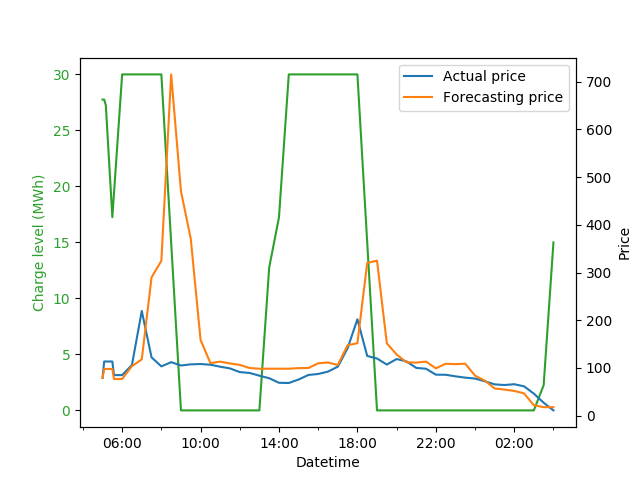 Actual price
Forecasting price
30
25
20
15
10
5
0
Charge level (MWh)
700
600
500
400
300
200
100
0
Price
06:00 10:00 14:00 18:00 22:00 02:00
Datetime